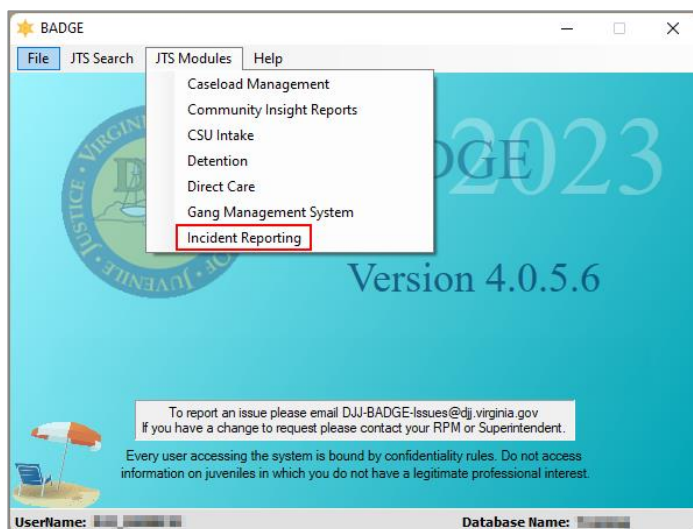 BADGE
File JTS Search JTS Modules Help
Caseload Management
Community Insight Reports
CSU Intake
Detention
Direct Care
Gang Management System
Incident Reporting
VIRGIN
JUSTICE
OF JUVENILE
DGE 2023
Version 4.0.5.6
To report an issue please email DJJ-BADGE-Issues@djj.virginia.gov
If you have a change to request please contact your RPM or Superintendent.
Every user accessing the system is bound by confidentiality rules. Do not access
information on juveniles in which you do not have a legitimate professional interest.
UserName: Database Name: